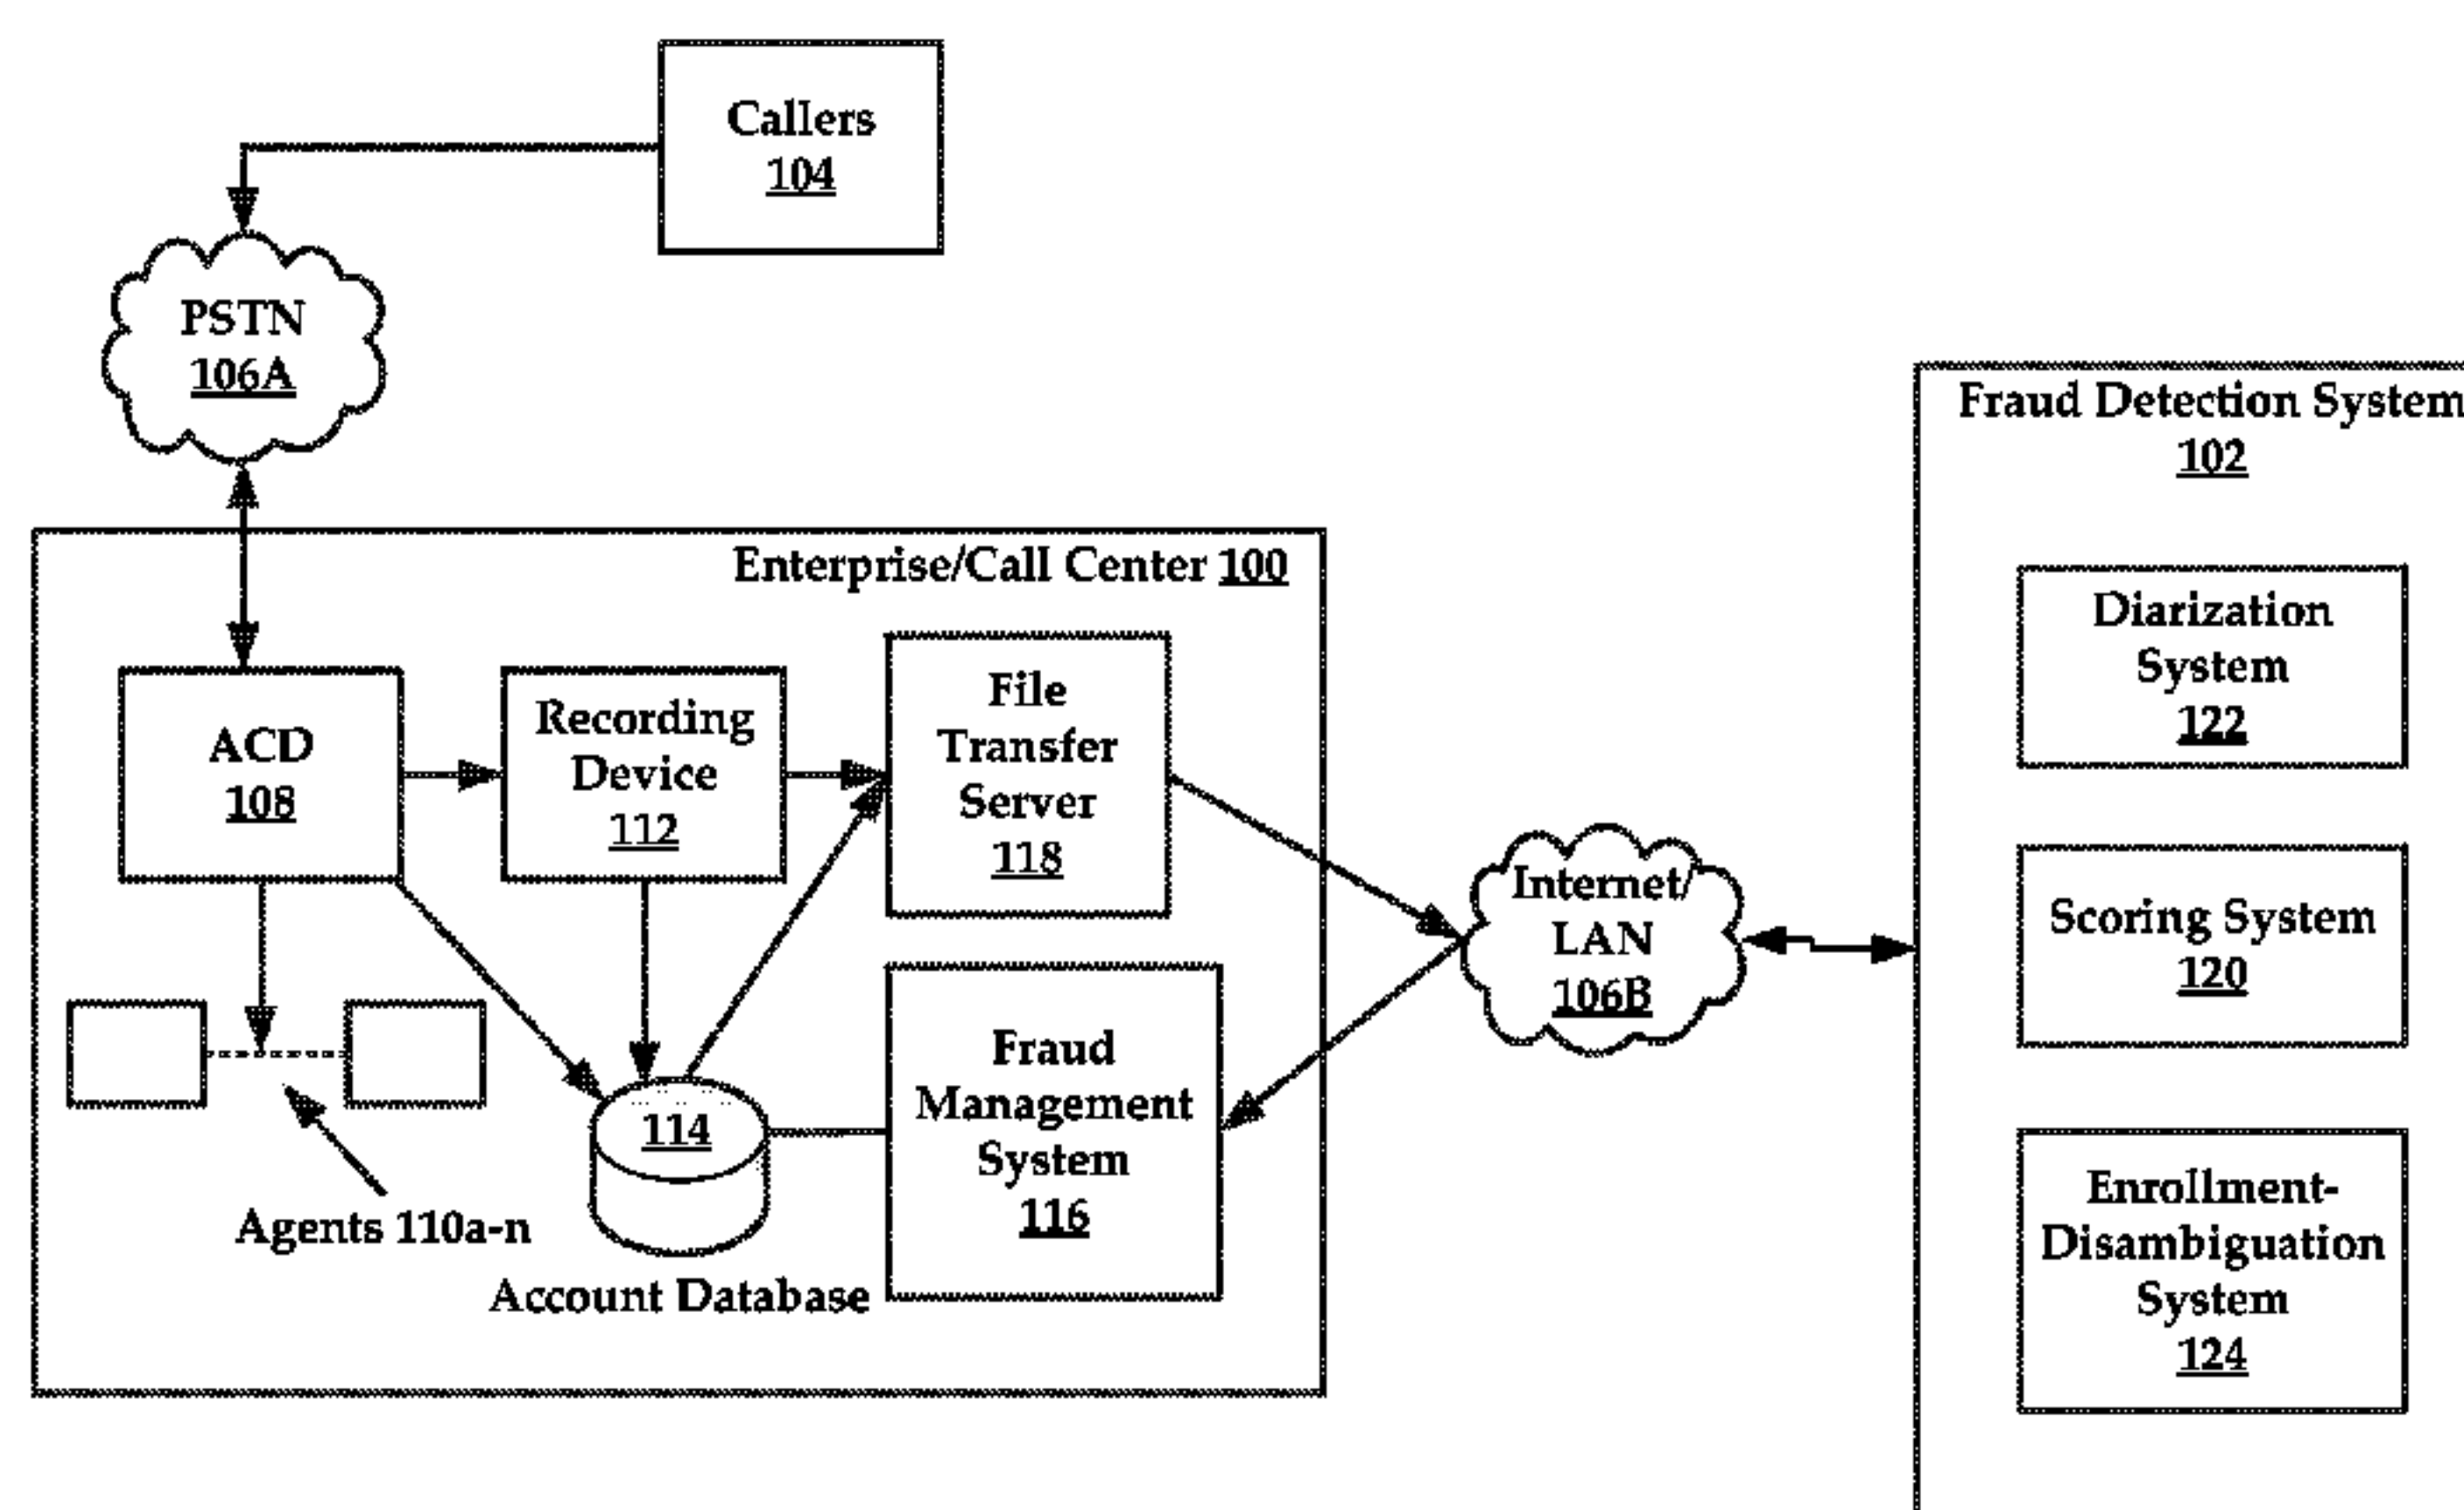 Callers
104
PSTN
106A
Fraud Detection System
102
Enterprise/Call Center 100
Diarization
System
122
File
Transfer
Server
118
Recording
Device
112
ACD
108
Internet/
LAN
106B
Scoring System
120
Fraud
Management
System
116
114
Agents 110a-n
Account Database
Enrollment-
Disambiguation
System
124